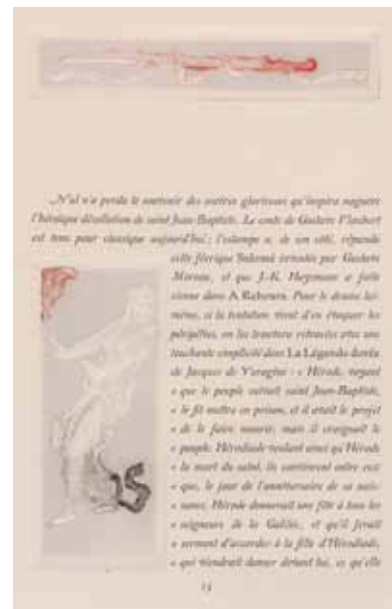 Nul n'a perdu le souvenir des œuvres glorieuses qu'inspira naguère
l'héroïque décollation de saint Jean-Baptiste. Le conte de Gustave Flaubert
est tenu pour classique aujourd'hui ; l'estampe a, de son côté, répandu
cette féerique Salomé inventée par Gustave
Moreau, et que J.-K. Huysmans a faite
sienne dans A Rebours. Pour le drame lui-
même, si la tentation vient d'en évoquer les
péripéties, on les trouvera retracées avec une
touchante simplicité dans La Légende dorée
de Jacques de Voragine : « Hérode, voyant
« que le peuple suivait saint Jean-Baptiste,
« le fit mettre en prison, et il avait le projet
« de le faire mourir, mais il craignait le
« peuple. Hérodiade voulant ainsi qu'Hérode
« la mort du saint, ils convinrent entre eux
« que, le jour de l'anniversaire de sa nais-
« sance, Hérode donnerait une fête à tous les
« seigneurs de la Galilée, et qu'il ferait
« serment d'accorder à la fille d'Hérodiade,
« qui viendrait danser devant lui, ce qu'elle